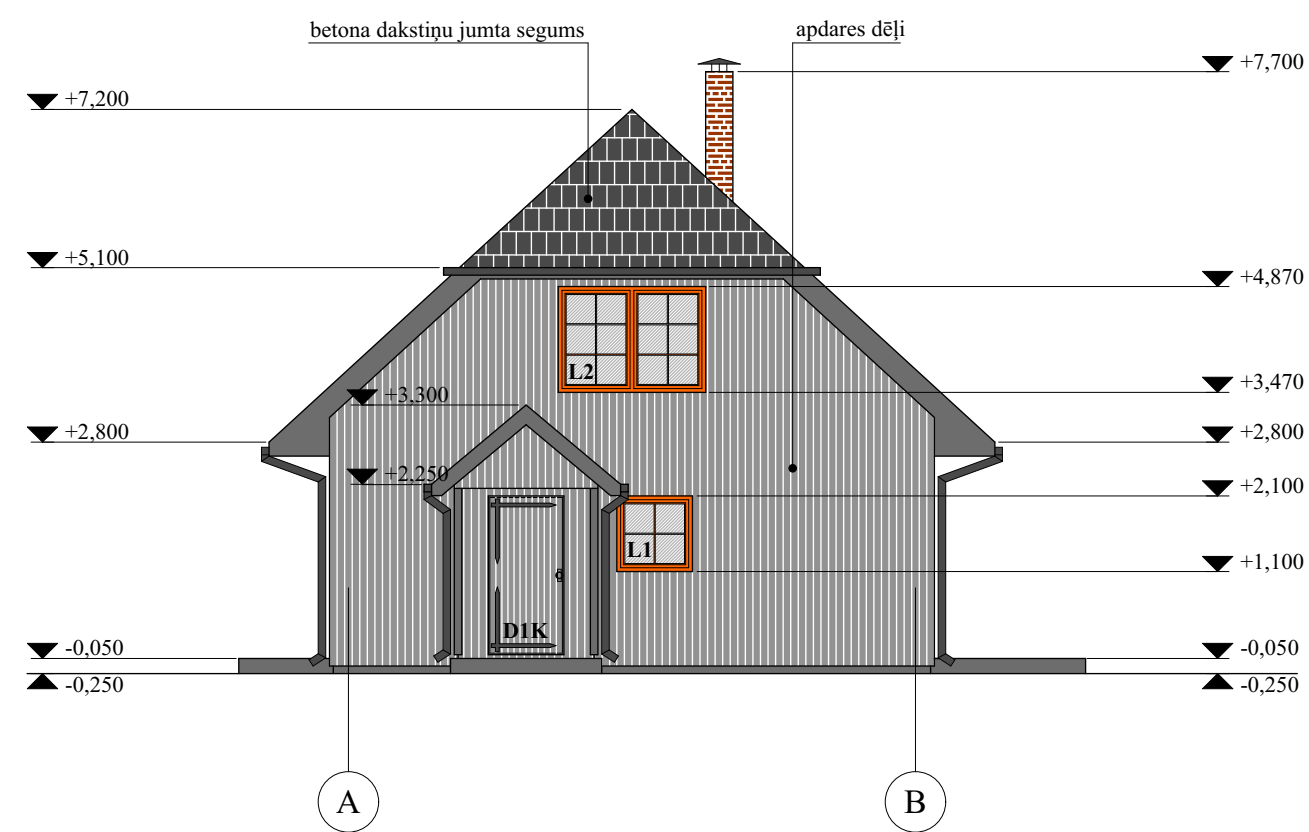 betona dakstiņu jumta segums
apdares dēļi
+7,700
+7,200
+5,100
+4,870
L2
+3,300
+3,470
+2,800
+2,800
+2,250
+2,100
L1
+1,100
D1K
-0,050
-0,050
-0,250
-0,250
A
B